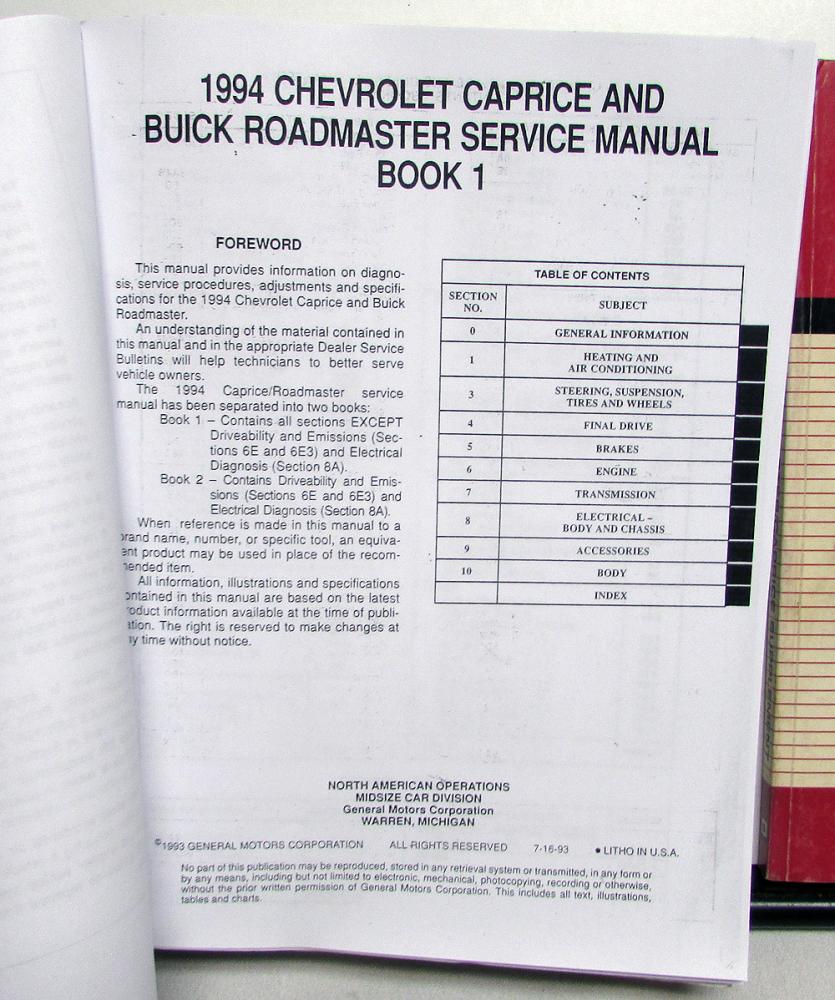 1994 CHEVROLET CAPRICE AND
BUICK ROADMASTER SERVICE MANUAL
BOOK 1
FOREWORD
This manual provides information on diagno-
sis, service procedures, adjustments and specifi-
cations for the 1994 Chevrolet Caprice and Buick
Roadmaster.
An understanding of the material contained in
this manual and in the appropriate Dealer Service
Bulletins will help technicians to better serve
vehicle owners.
The 1994 Caprice/Roadmaster service
manual has been separated into two books:
Book 1 – Contains all sections EXCEPT
Driveability and Emissions (Sec-
tions 6E and 6E3) and Electrical
Diagnosis (Section 8A).
Book 2 – Contains Driveability and Emis-
sions (Sections 6E and 6E3) and
Electrical Diagnosis (Section 8A).
When reference is made in this manual to a
brand name, number, or specific tool, an equiva-
ent product may be used in place of the recom-
mended item.
All information, illustrations and specifications
ontained in this manual are based on the latest
roduct information available at the time of publi-
ation. The right is reserved to make changes at
ny time without notice.
TABLE OF CONTENTS
SECTION NO. SUBJECT
0 GENERAL INFORMATION
1 HEATING AND
AIR CONDITIONING
3 STEERING, SUSPENSION,
TIRES AND WHEELS
4 FINAL DRIVE
5 BRAKES
6 ENGINE
7 TRANSMISSION
8 ELECTRICAL –
BODY AND CHASSIS
9 ACCESSORIES
10 BODY
INDEX
NORTH AMERICAN OPERATIONS
MIDSIZE CAR DIVISION
General Motors Corporation
WARREN, MICHIGAN
©1993 GENERAL MOTORS CORPORATION ALL RIGHTS RESERVED 7-16-93 • LITHO IN U.S.A.
No part of this publication may be reproduced, stored in any retrieval system or transmitted, in any form or
by any means, including but not limited to electronic, mechanical, photocopying, recording or otherwise,
without the prior written permission of General Motors Corporation. This includes all text, illustrations,
tables and charts.